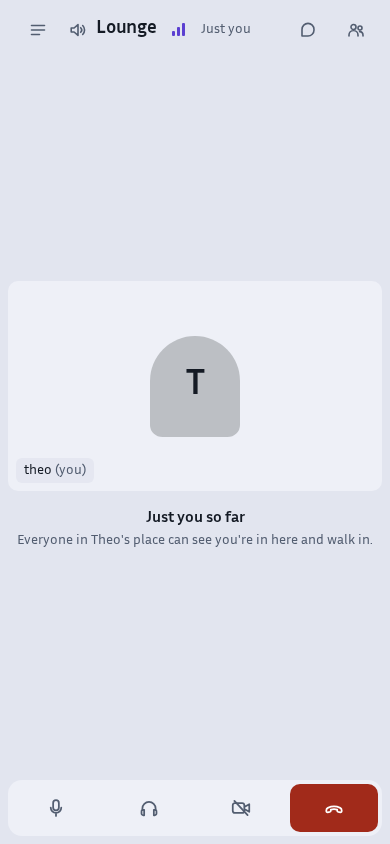 Lounge
Just you
T
theo (you)
Just you so far
Everyone in Theo's place can see you're in here and walk in.